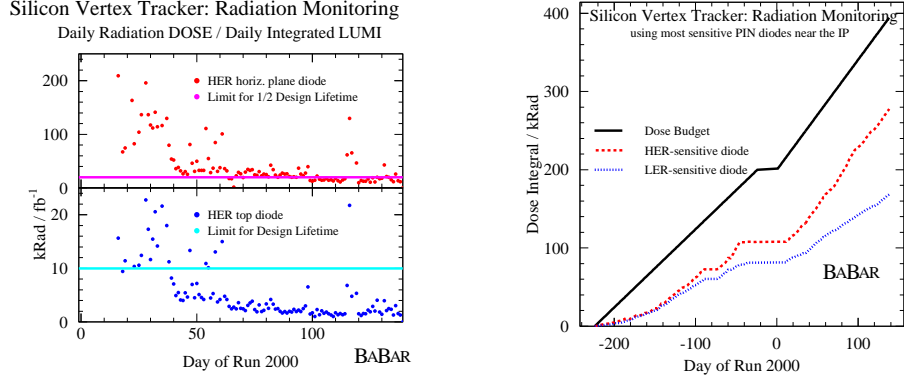 Silicon Vertex Tracker: Radiation Monitoring
Daily Radiation DOSE / Daily Integrated LUMI
kRad / fb⁻¹
200
100
0
HER horiz. plane diode
Limit for 1/2 Design Lifetime
20
10
0
HER top diode
Limit for Design Lifetime
0
50
100
Day of Run 2000
BABAR
Silicon Vertex Tracker: Radiation Monitoring
using most sensitive PIN diodes near the IP
Dose Integral / kRad
400
300
200
100
0
Dose Budget
HER-sensitive diode
LER-sensitive diode
BABAR
-200
-100
0
100
Day of Run 2000